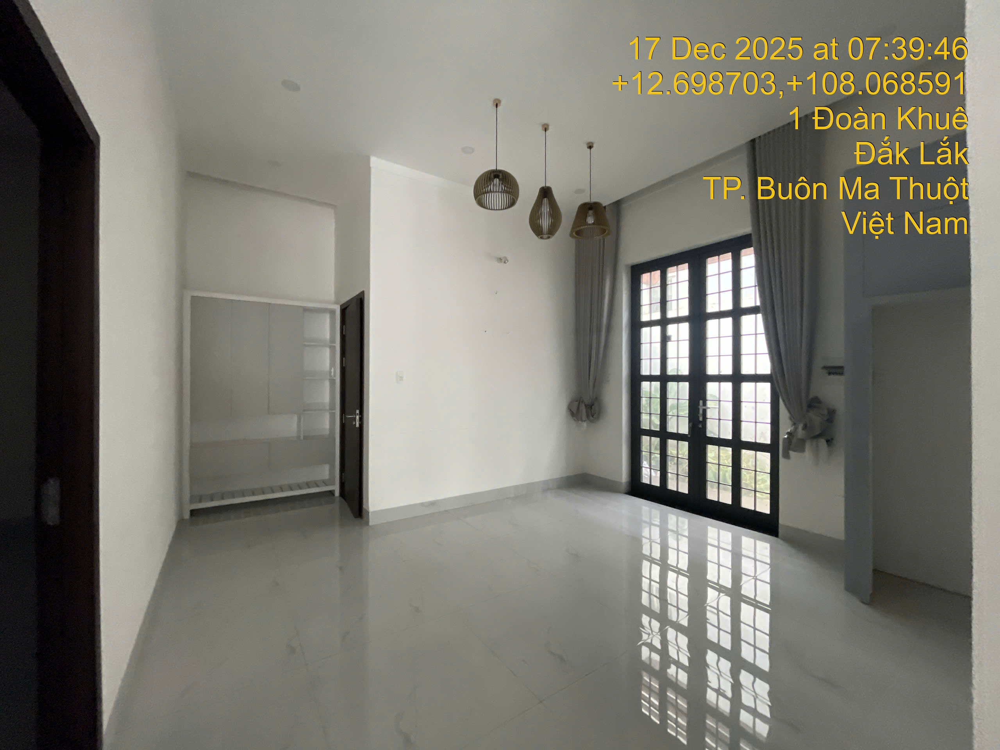 17 Dec 2025 at 07:39:46
+12.698703,+108.068591
1 Đoàn Khuê
Đắk Lắk
TP. Buôn Ma Thuột
Việt Nam